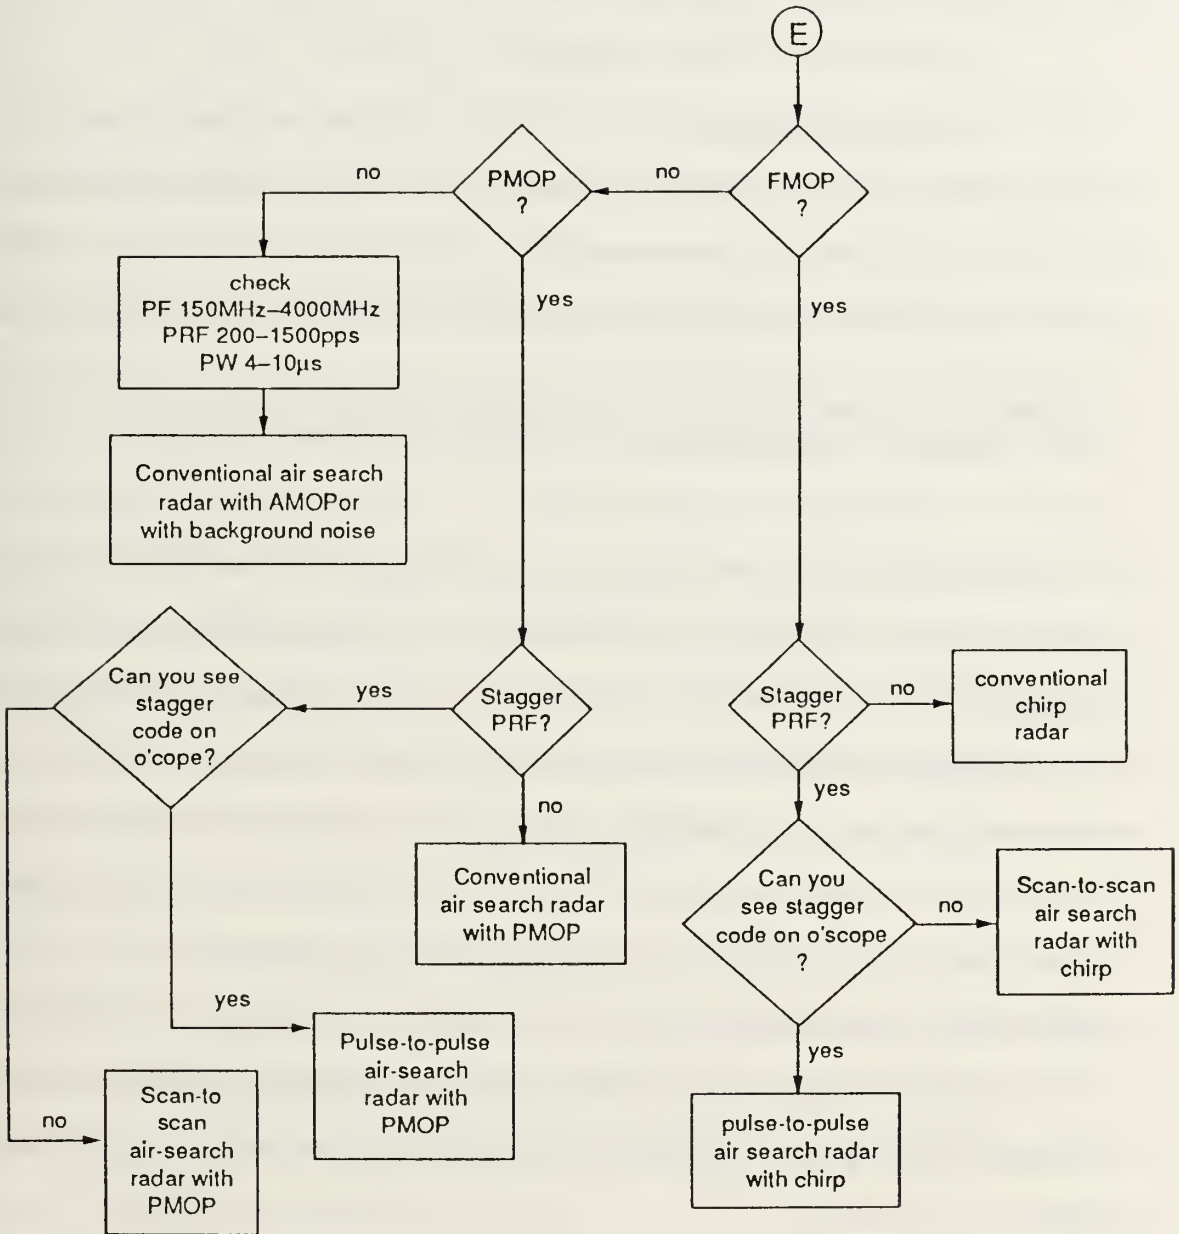 E
FMOP
?
no
yes
PMOP
?
no
yes
check
PF 150MHz–4000MHz
PRF 200–1500pps
PW 4–10µs
Conventional air search
radar with AMOPor
with background noise
Can you see
stagger
code on
o'cope?
yes
Stagger
PRF?
no
Conventional
air search radar
with PMOP
yes
Pulse-to-pulse
air-search
radar with
PMOP
no
Scan-to
scan
air-search
radar with
PMOP
Stagger
PRF?
no
conventional
chirp
radar
yes
Can you
see stagger
code on o'scope
?
no
Scan-to-scan
air search
radar with
chirp
yes
pulse-to-pulse
air search radar
with chirp